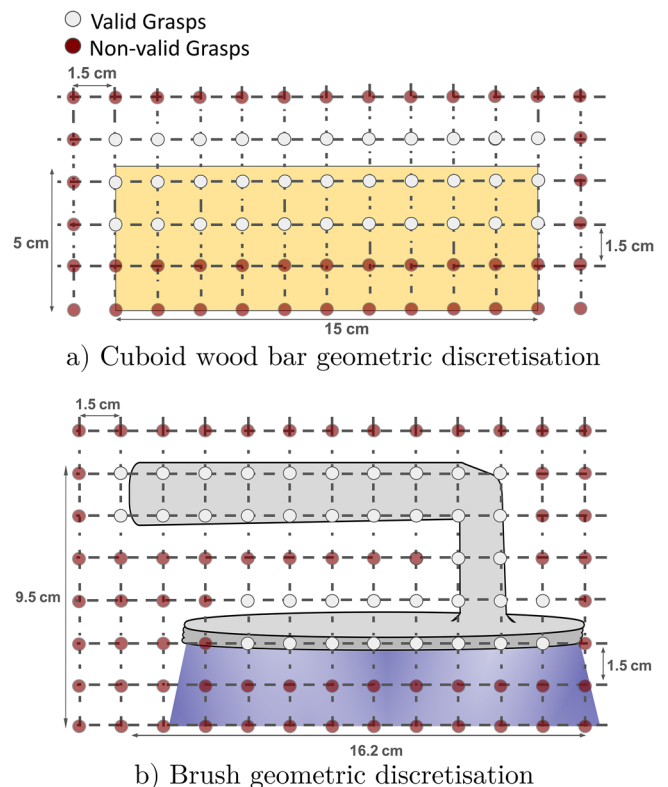 Valid Grasps
Non-valid Grasps
1.5 cm
5 cm
1.5 cm
15 cm
a) Cuboid wood bar geometric discretisation
1.5 cm
9.5 cm
1.5 cm
16.2 cm
b) Brush geometric discretisation